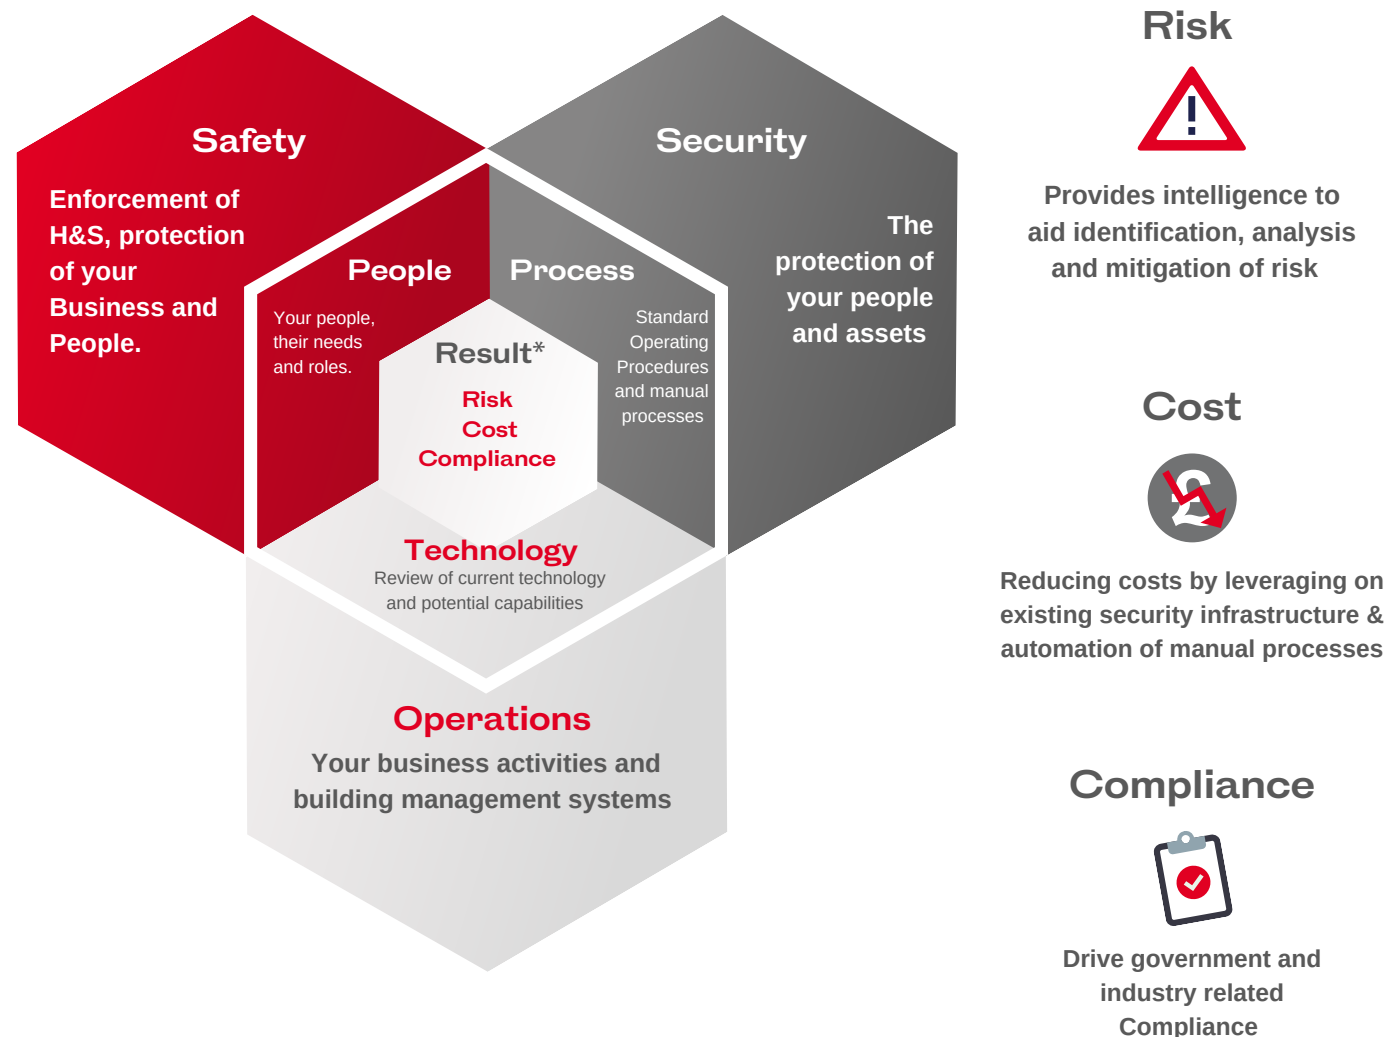 Safety
Enforcement of
H&S, protection
of your
Business and
People.
Security
The
protection of
your people
and assets
People
Your people,
their needs
and roles.
Process
Standard
Operating
Procedures
and manual
processes
Result*
Risk
Cost
Compliance
Technology
Review of current technology
and potential capabilities
Operations
Your business activities and
building management systems
Risk
!
Provides intelligence to
aid identification, analysis
and mitigation of risk
Cost
£
Reducing costs by leveraging on
existing security infrastructure &
automation of manual processes
Compliance
Drive government and
industry related
Compliance